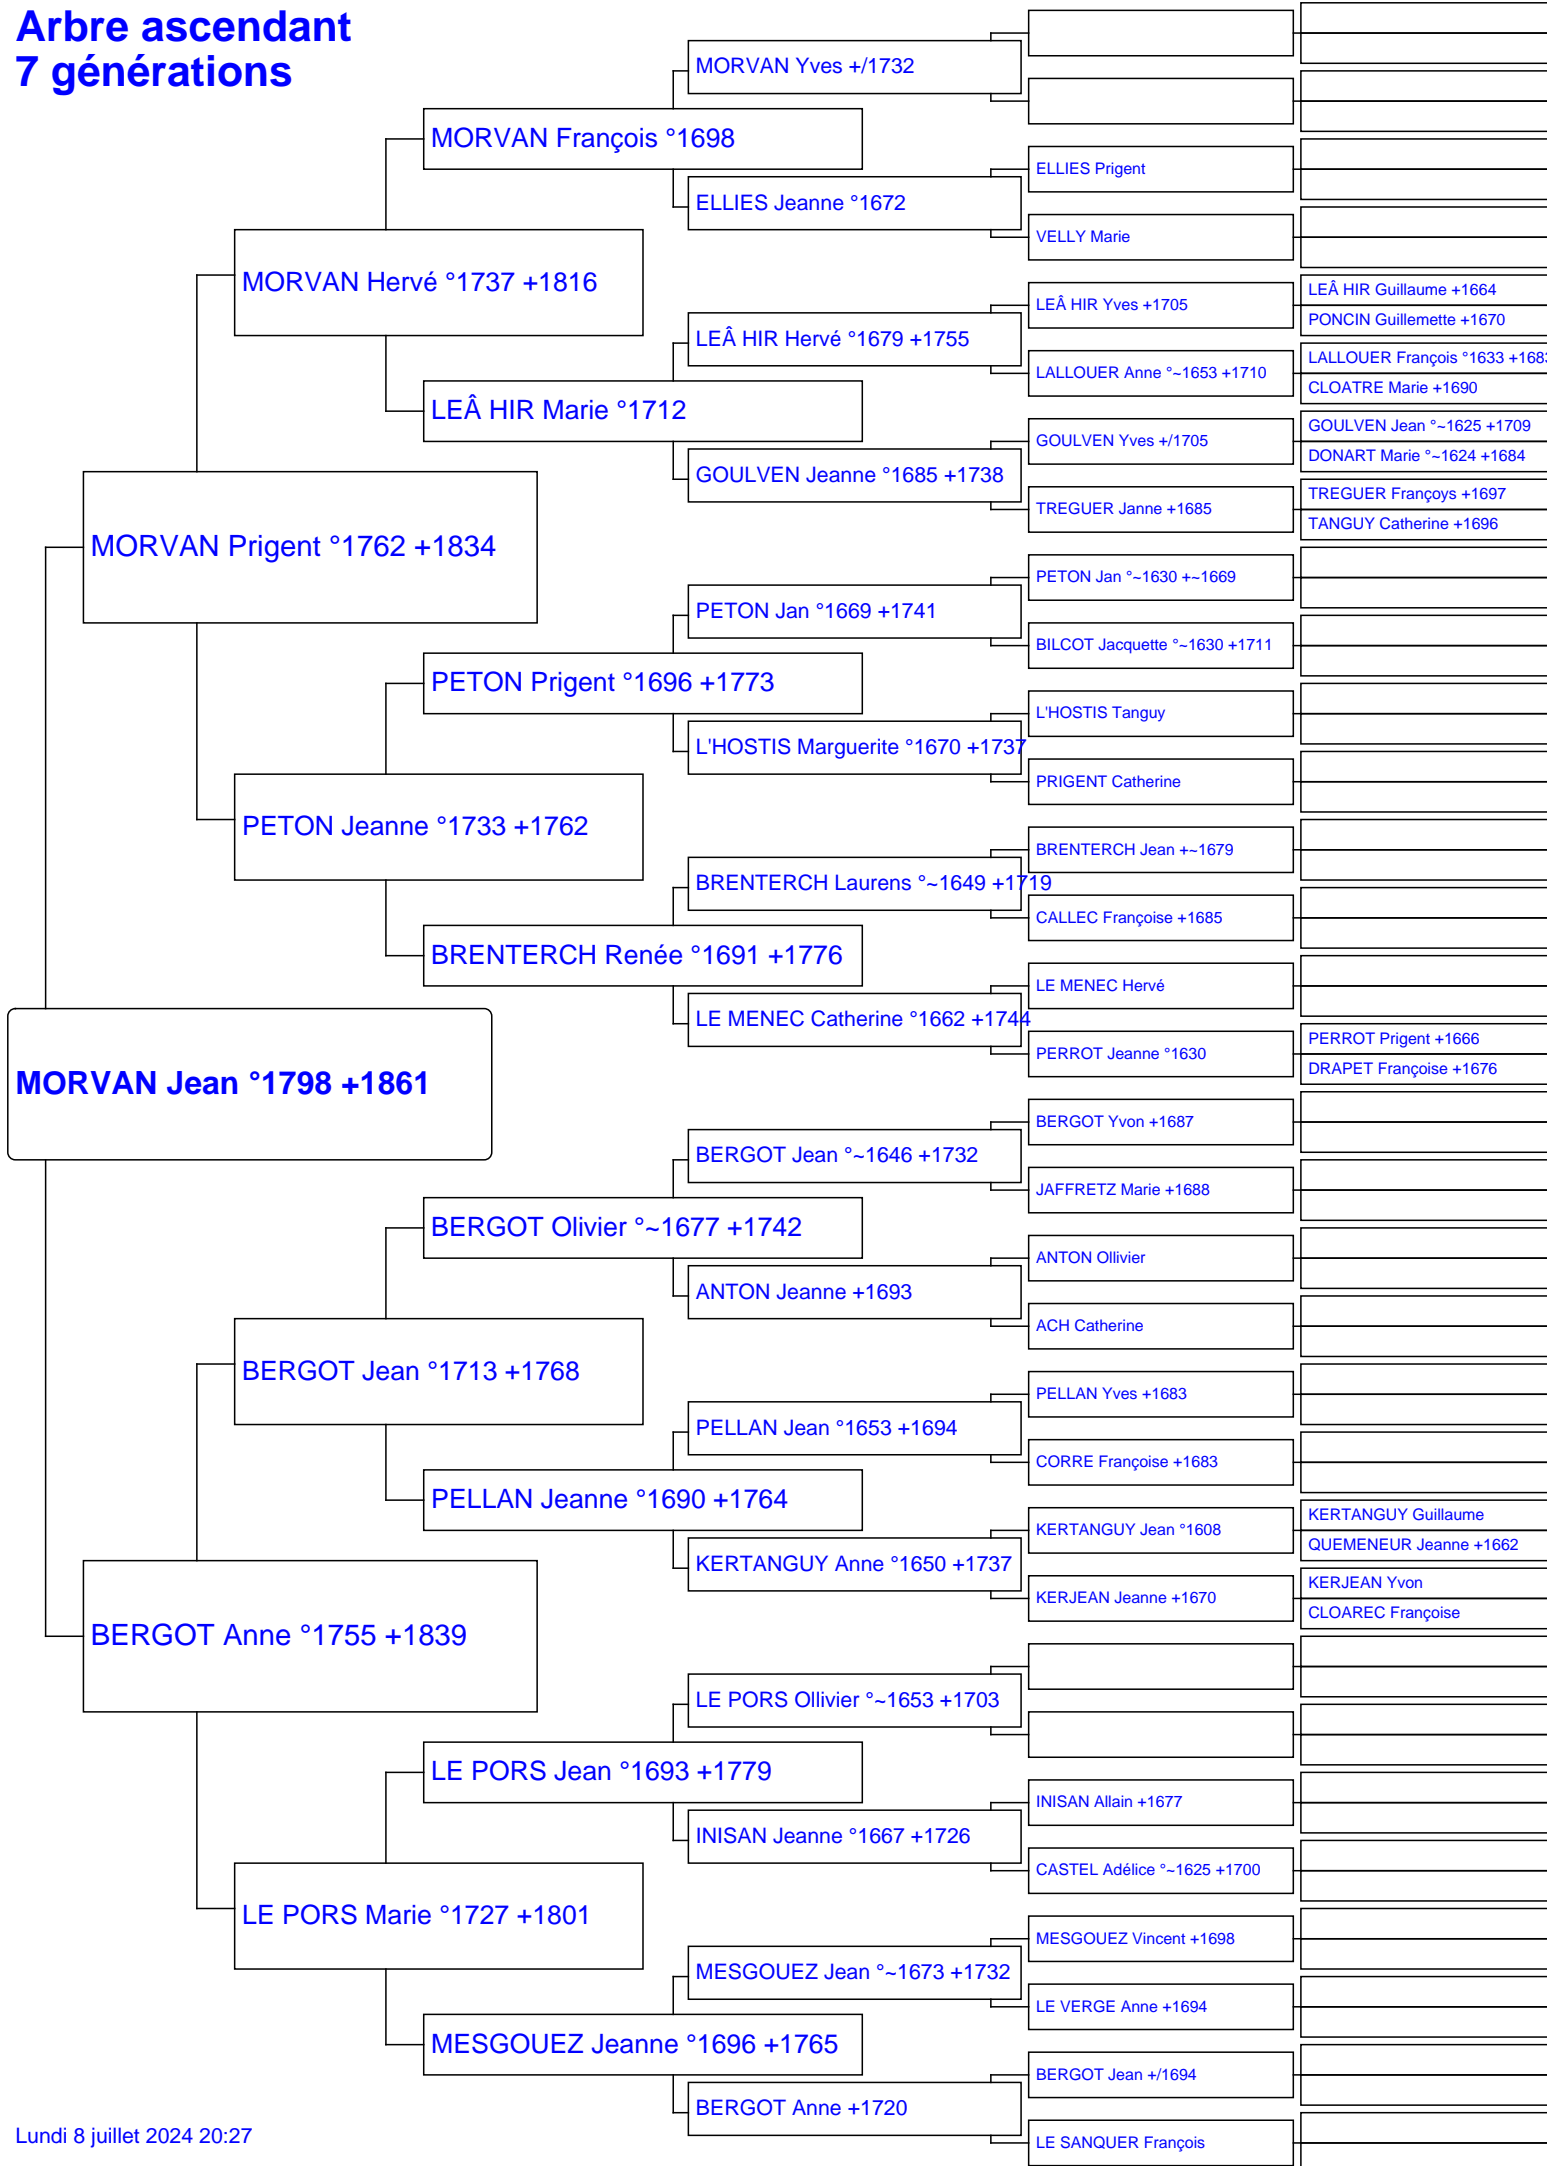 Arbre ascendant
7 générations
MORVAN Yves +/1732
MORVAN François °1698
ELLIES Prigent
ELLIES Jeanne °1672
VELLY Marie
MORVAN Hervé °1737 +1816
LEÂ HIR Guillaume +1664
LEÂ HIR Yves +1705
PONCIN Guillemette +1670
LEÂ HIR Hervé °1679 +1755
LALLOUER François °1633 +1683
LALLOUER Anne °~1653 +1710
CLOATRE Marie +1690
LEÂ HIR Marie °1712
GOULVEN Jean °~1625 +1709
GOULVEN Yves +/1705
DONART Marie °~1624 +1684
GOULVEN Jeanne °1685 +1738
TREGUER Françoys +1697
TREGUER Janne +1685
TANGUY Catherine +1696
MORVAN Prigent °1762 +1834
PETON Jan °~1630 +~1669
PETON Jan °1669 +1741
BILCOT Jacquette °~1630 +1711
PETON Prigent °1696 +1773
L'HOSTIS Tanguy
L'HOSTIS Marguerite °1670 +1737
PRIGENT Catherine
PETON Jeanne °1733 +1762
BRENTERCH Jean +~1679
BRENTERCH Laurens °~1649 +1719
CALLEC Françoise +1685
BRENTERCH Renée °1691 +1776
LE MENEC Hervé
LE MENEC Catherine °1662 +1744
PERROT Prigent +1666
PERROT Jeanne °1630
DRAPET Françoise +1676
MORVAN Jean °1798 +1861
BERGOT Yvon +1687
BERGOT Jean °~1646 +1732
JAFFRETZ Marie +1688
BERGOT Olivier °~1677 +1742
ANTON Ollivier
ANTON Jeanne +1693
ACH Catherine
BERGOT Jean °1713 +1768
PELLAN Yves +1683
PELLAN Jean °1653 +1694
CORRE Françoise +1683
PELLAN Jeanne °1690 +1764
KERTANGUY Guillaume
KERTANGUY Jean °1608
QUEMENEUR Jeanne +1662
KERTANGUY Anne °1650 +1737
KERJEAN Yvon
KERJEAN Jeanne +1670
CLOAREC Françoise
BERGOT Anne °1755 +1839
LE PORS Ollivier °~1653 +1703
LE PORS Jean °1693 +1779
INISAN Allain +1677
INISAN Jeanne °1667 +1726
CASTEL Adélice °~1625 +1700
LE PORS Marie °1727 +1801
MESGOUEZ Vincent +1698
MESGOUEZ Jean °~1673 +1732
LE VERGE Anne +1694
MESGOUEZ Jeanne °1696 +1765
BERGOT Jean +/1694
BERGOT Anne +1720
LE SANQUER François
Lundi 8 juillet 2024 20:27